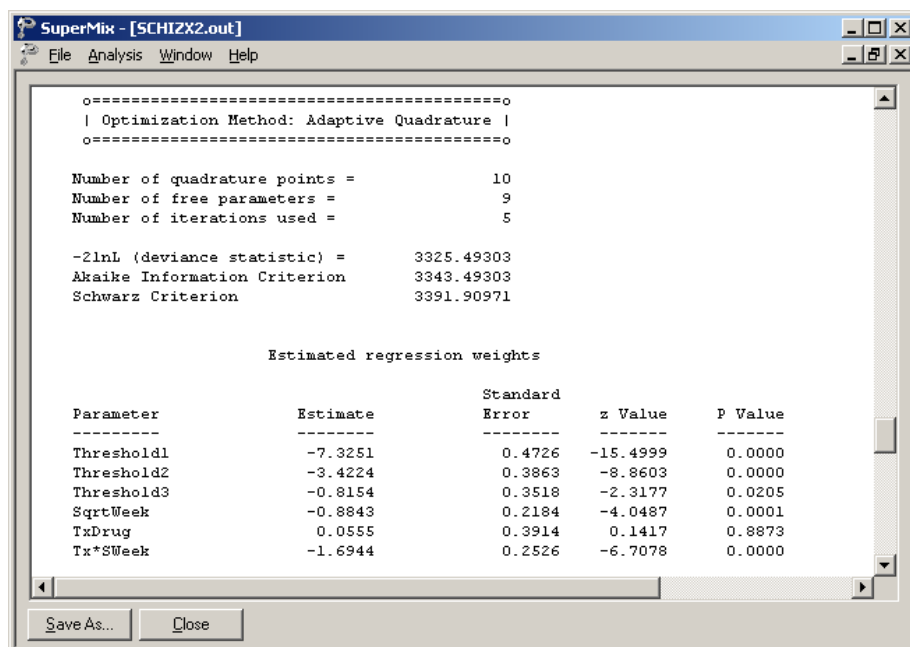 SuperMix - [SCHIZX2.out]
File Analysis Window Help
o==========================================o
| Optimization Method: Adaptive Quadrature |
o==========================================o
Number of quadrature points = 10
Number of free parameters = 9
Number of iterations used = 5
-2lnL (deviance statistic) = 3325.49303
Akaike Information Criterion 3343.49303
Schwarz Criterion 3391.90971
Estimated regression weights
Standard
Parameter Estimate Error z Value P Value
--------- -------- -------- ------- -------
Threshold1 -7.3251 0.4726 -15.4999 0.0000
Threshold2 -3.4224 0.3863 -8.8603 0.0000
Threshold3 -0.8154 0.3518 -2.3177 0.0205
SqrtWeek -0.8843 0.2184 -4.0487 0.0001
TxDrug 0.0555 0.3914 0.1417 0.8873
Tx*SWeek -1.6944 0.2526 -6.7078 0.0000
Save As... Close